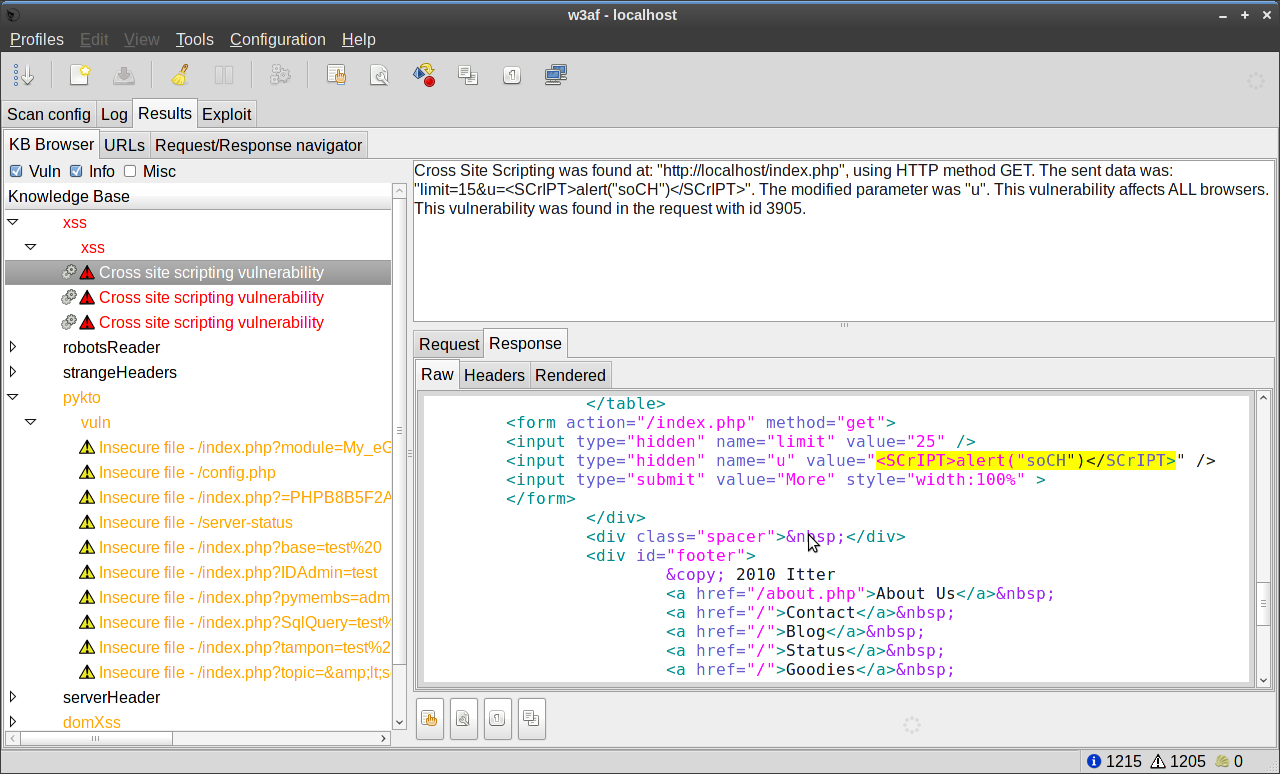 w3af - localhost
Profiles Edit View Tools Configuration Help
Scan config Log Results Exploit
KB Browser URLs Request/Response navigator
Vuln Info Misc
Knowledge Base
xss
xss
Cross site scripting vulnerability
Cross site scripting vulnerability
Cross site scripting vulnerability
robotsReader
strangeHeaders
pykto
vuln
Insecure file - /index.php?module=My_eG
Insecure file - /config.php
Insecure file - /index.php?=PHPB8B5F2A
Insecure file - /server-status
Insecure file - /index.php?base=test%20
Insecure file - /index.php?IDAdmin=test
Insecure file - /index.php?pymembs=adm
Insecure file - /index.php?SqlQuery=test%
Insecure file - /index.php?tampon=test%2
Insecure file - /index.php?topic=&amp;lt;s
serverHeader
domXss
Cross Site Scripting was found at: "http://localhost/index.php", using HTTP method GET. The sent data was:
"limit=15&u=<SCrIPT>alert("soCH")</SCrIPT>". The modified parameter was "u". This vulnerability affects ALL browsers.
This vulnerability was found in the request with id 3905.
Request Response
Raw Headers Rendered
</table>
<form action="/index.php" method="get">
<input type="hidden" name="limit" value="25" />
<input type="hidden" name="u" value="<SCrIPT>alert("soCH")</SCrIPT>" />
<input type="submit" value="More" style="width:100%" >
</form>
</div>
<div class="spacer">&nbsp;</div>
<div id="footer">
&copy; 2010 Itter
<a href="/about.php">About Us</a>&nbsp;
<a href="/">Contact</a>&nbsp;
<a href="/">Blog</a>&nbsp;
<a href="/">Status</a>&nbsp;
<a href="/">Goodies</a>&nbsp;
1215 1205 0